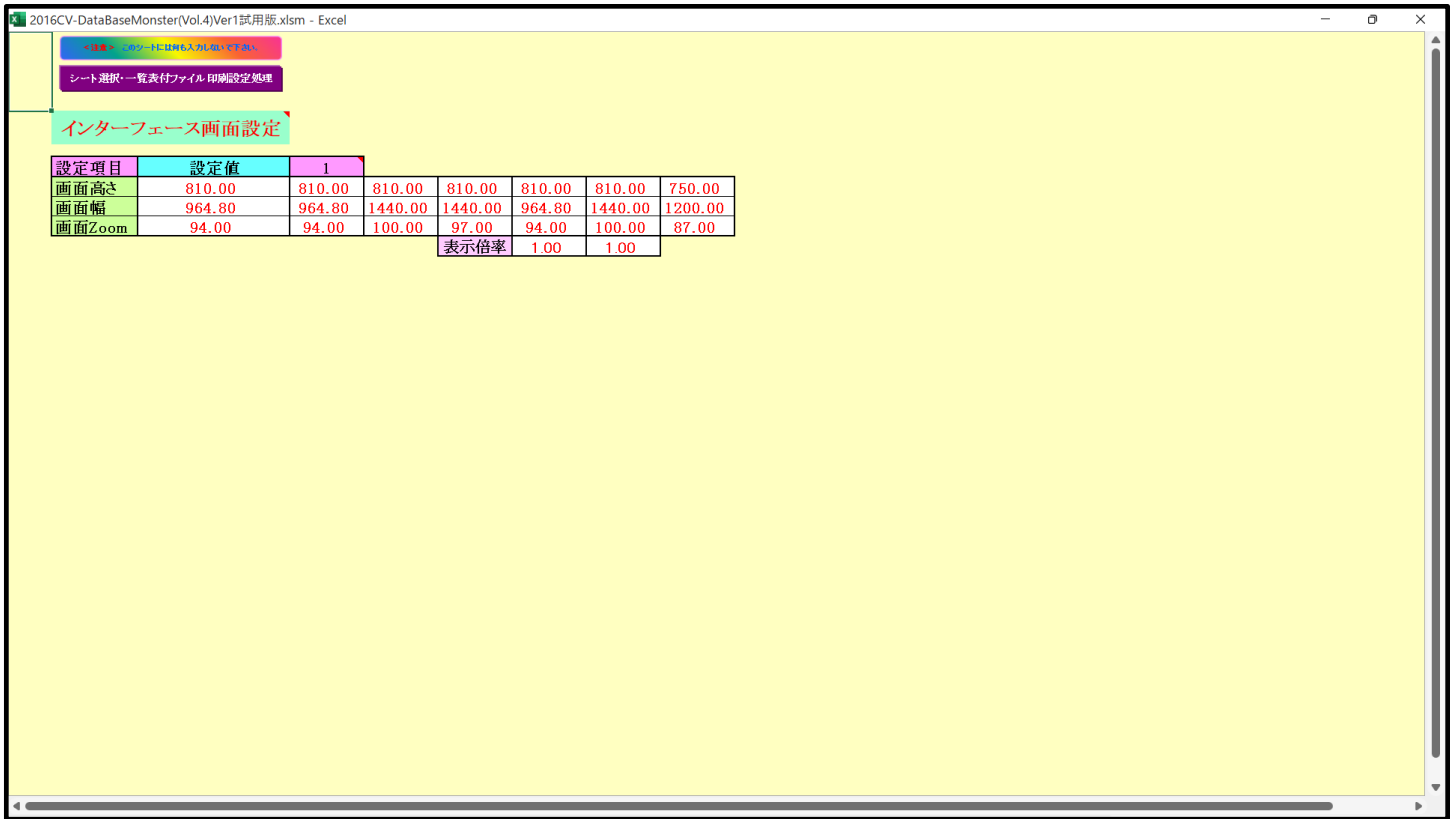 2016CV-DataBaseMonster(Vol.4)Ver1試用版.xlsm - Excel
＜注意＞ このシートには何も入力しないで下さい。
シート選択・一覧表付ファイル印刷設定処理
インターフェース画面設定
設定項目 設定値 1
画面高さ 810.00 810.00 810.00 810.00 810.00 810.00 750.00
画面幅 964.80 964.80 1440.00 1440.00 964.80 1440.00 1200.00
画面Zoom 94.00 94.00 100.00 97.00 94.00 100.00 87.00
表示倍率 1.00 1.00